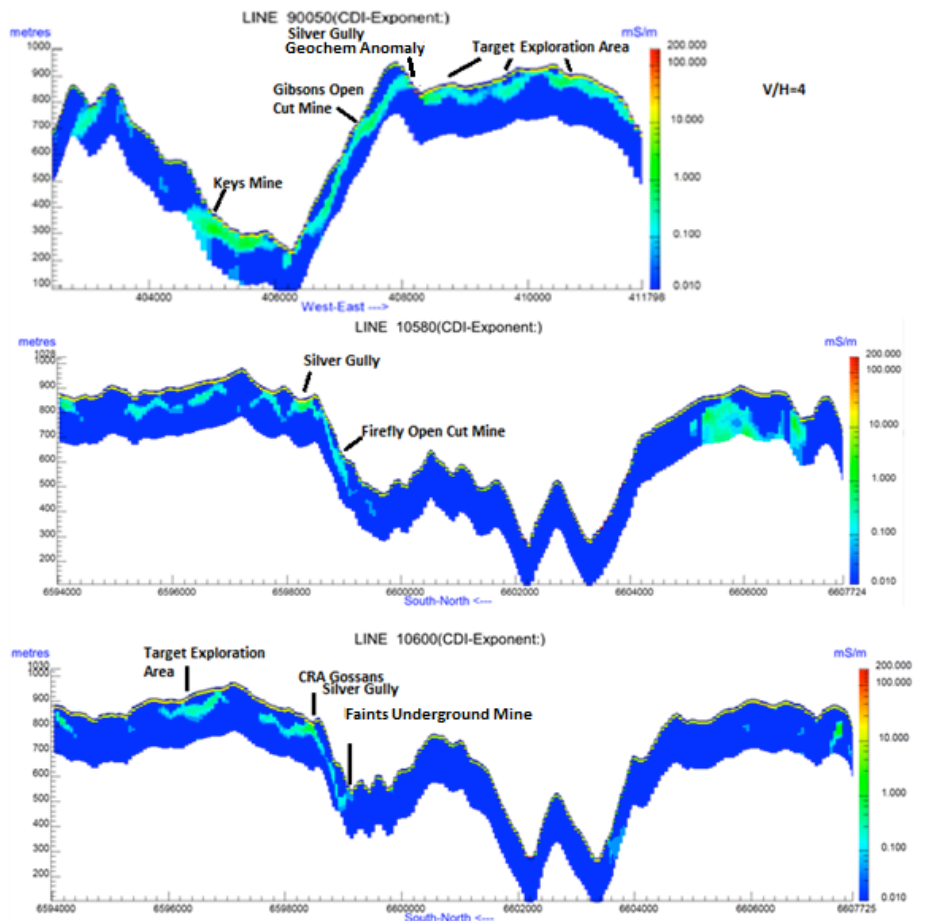 LINE 90050(CDI-Exponent:)
metres
Silver Gully
Geochem Anomaly
Target Exploration Area
mS/m
Gibsons Open
Cut Mine
Keys Mine
V/H=4
1000
900
800
700
600
500
400
300
200
100
200.000
100.000
10.000
1.000
0.100
0.010
404000
406000
408000
410000
411798
West-East --->
LINE 10580(CDI-Exponent:)
metres
mS/m
Silver Gully
Firefly Open Cut Mine
1028
1000
900
800
700
600
500
400
300
200
200.000
100.000
10.000
1.000
0.100
0.010
6594000
6596000
6598000
6600000
6602000
6604000
6606000
6607724
South-North <---
LINE 10600(CDI-Exponent:)
metres
mS/m
Target Exploration
Area
CRA Gossans
Silver Gully
Faints Underground Mine
1030
1000
900
800
700
600
500
400
300
200
200.000
100.000
10.000
1.000
0.100
0.010
6594000
6596000
6598000
6600000
6602000
6604000
6606000
6607725
South-North <---